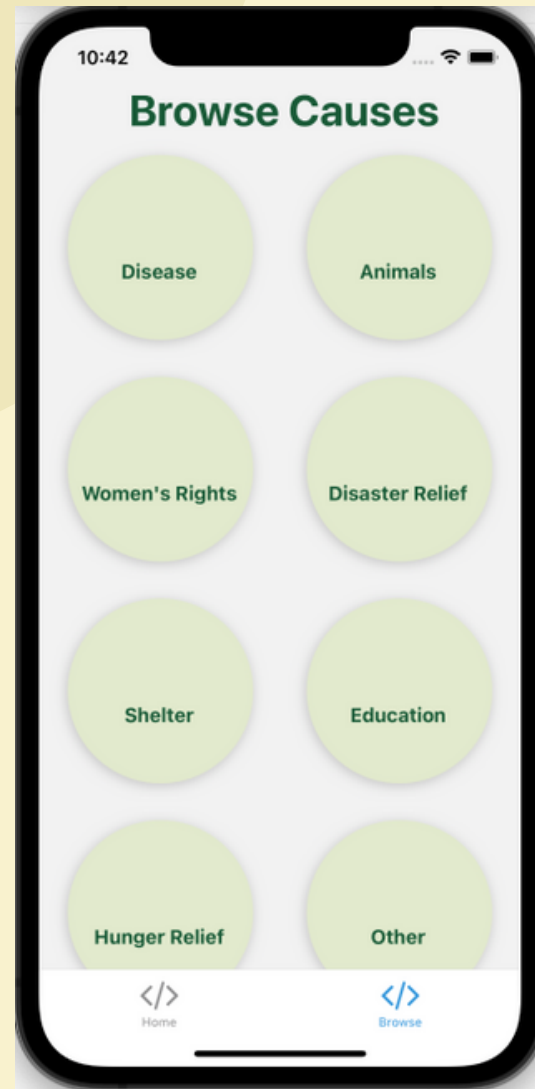 10:42
Browse Causes
Disease Animals
Women's Rights Disaster Relief
Shelter Education
Hunger Relief Other
</> </>
Home Browse